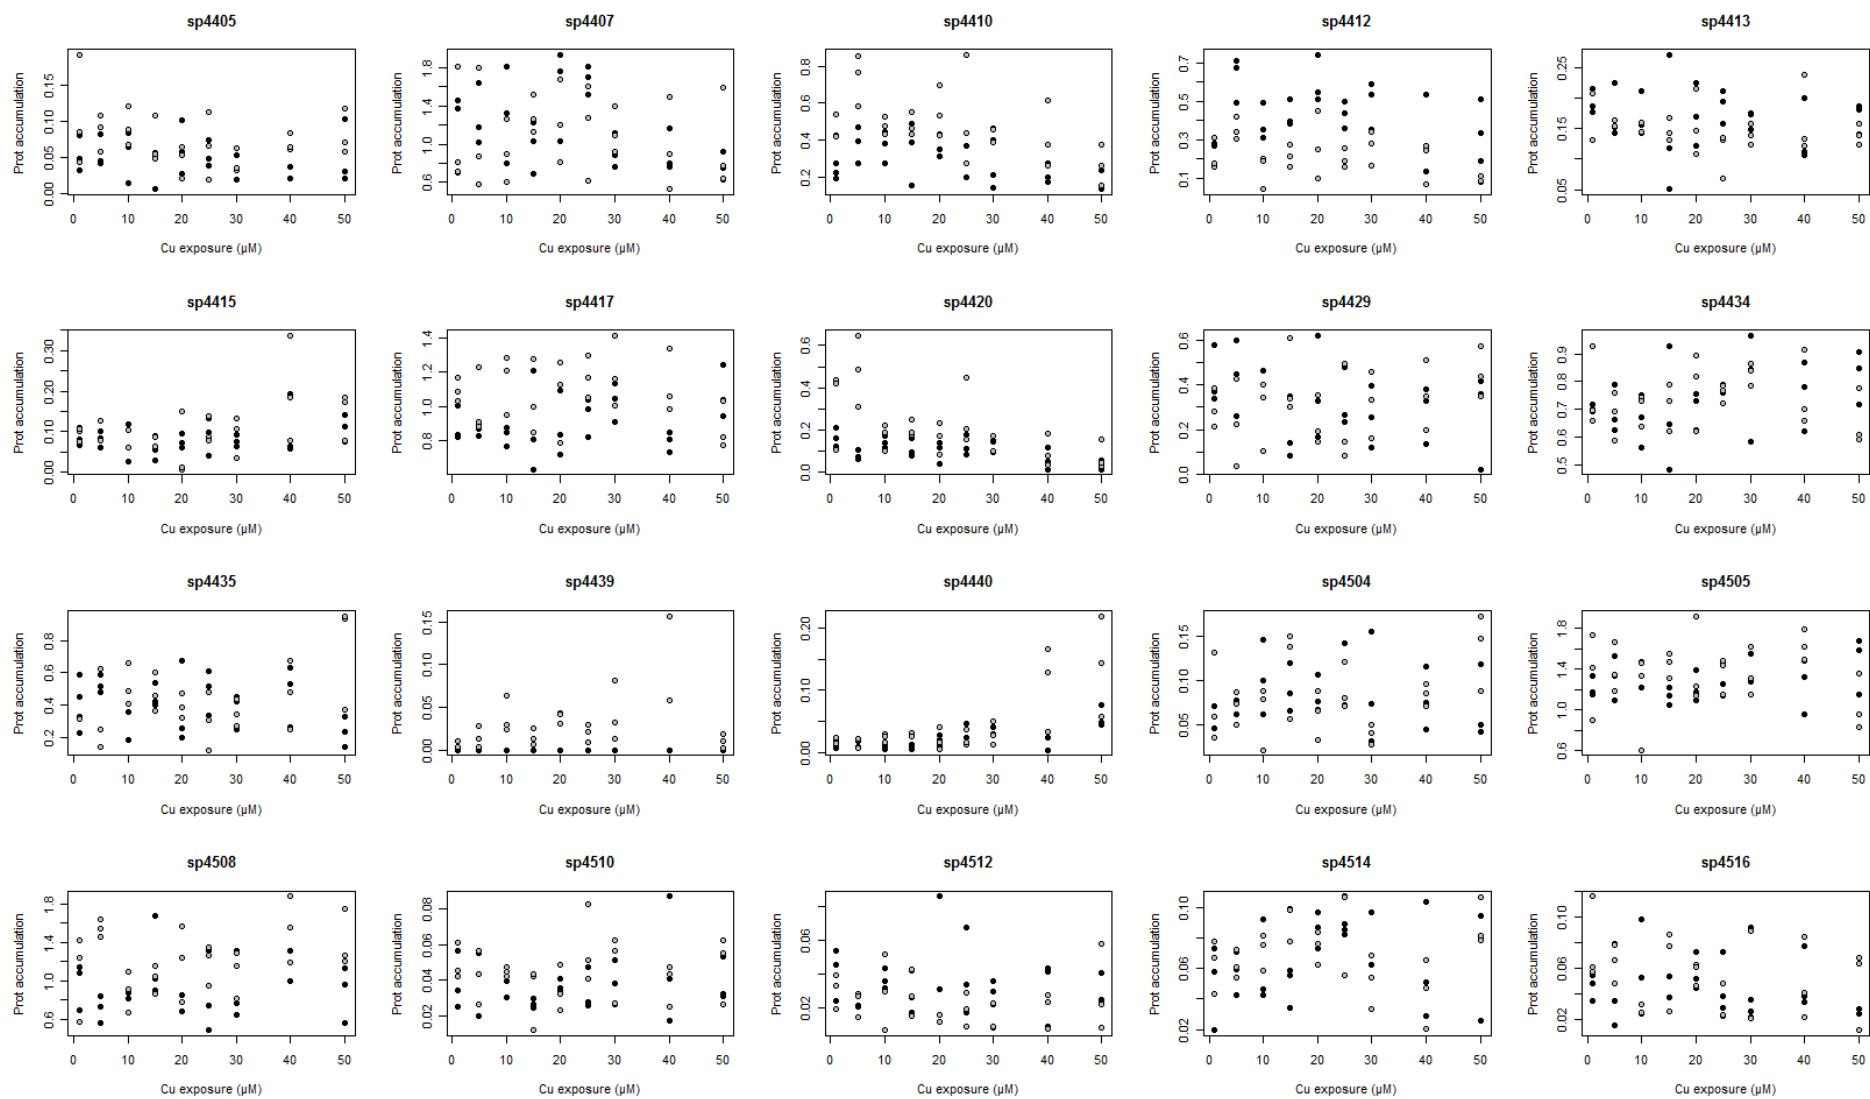 sp4405 sp4407 sp4410 sp4412 sp4413
Prot accumulation Prot accumulation Prot accumulation Prot accumulation Prot accumulation
0.00 0.05 0.10 0.15 0.6 1.0 1.4 1.8 0.2 0.4 0.6 0.8 0.1 0.3 0.5 0.7 0.05 0.15 0.25
0 10 20 30 40 50 0 10 20 30 40 50 0 10 20 30 40 50 0 10 20 30 40 50 0 10 20 30 40 50
Cu exposure (µM) Cu exposure (µM) Cu exposure (µM) Cu exposure (µM) Cu exposure (µM)
sp4415 sp4417 sp4420 sp4429 sp4434
Prot accumulation Prot accumulation Prot accumulation Prot accumulation Prot accumulation
0.00 0.10 0.20 0.30 0.8 1.0 1.2 1.4 0.0 0.2 0.4 0.6 0.0 0.2 0.4 0.6 0.5 0.6 0.7 0.8 0.9
0 10 20 30 40 50 0 10 20 30 40 50 0 10 20 30 40 50 0 10 20 30 40 50 0 10 20 30 40 50
Cu exposure (µM) Cu exposure (µM) Cu exposure (µM) Cu exposure (µM) Cu exposure (µM)
sp4435 sp4439 sp4440 sp4504 sp4505
Prot accumulation Prot accumulation Prot accumulation Prot accumulation Prot accumulation
0.2 0.4 0.6 0.8 0.00 0.05 0.10 0.15 0.00 0.10 0.20 0.05 0.10 0.15 0.6 1.0 1.4 1.8
0 10 20 30 40 50 0 10 20 30 40 50 0 10 20 30 40 50 0 10 20 30 40 50 0 10 20 30 40 50
Cu exposure (µM) Cu exposure (µM) Cu exposure (µM) Cu exposure (µM) Cu exposure (µM)
sp4508 sp4510 sp4512 sp4514 sp4516
Prot accumulation Prot accumulation Prot accumulation Prot accumulation Prot accumulation
0.6 1.0 1.4 1.8 0.02 0.04 0.06 0.08 0.02 0.06 0.02 0.06 0.10 0.02 0.06 0.10
0 10 20 30 40 50 0 10 20 30 40 50 0 10 20 30 40 50 0 10 20 30 40 50 0 10 20 30 40 50
Cu exposure (µM) Cu exposure (µM) Cu exposure (µM) Cu exposure (µM) Cu exposure (µM)